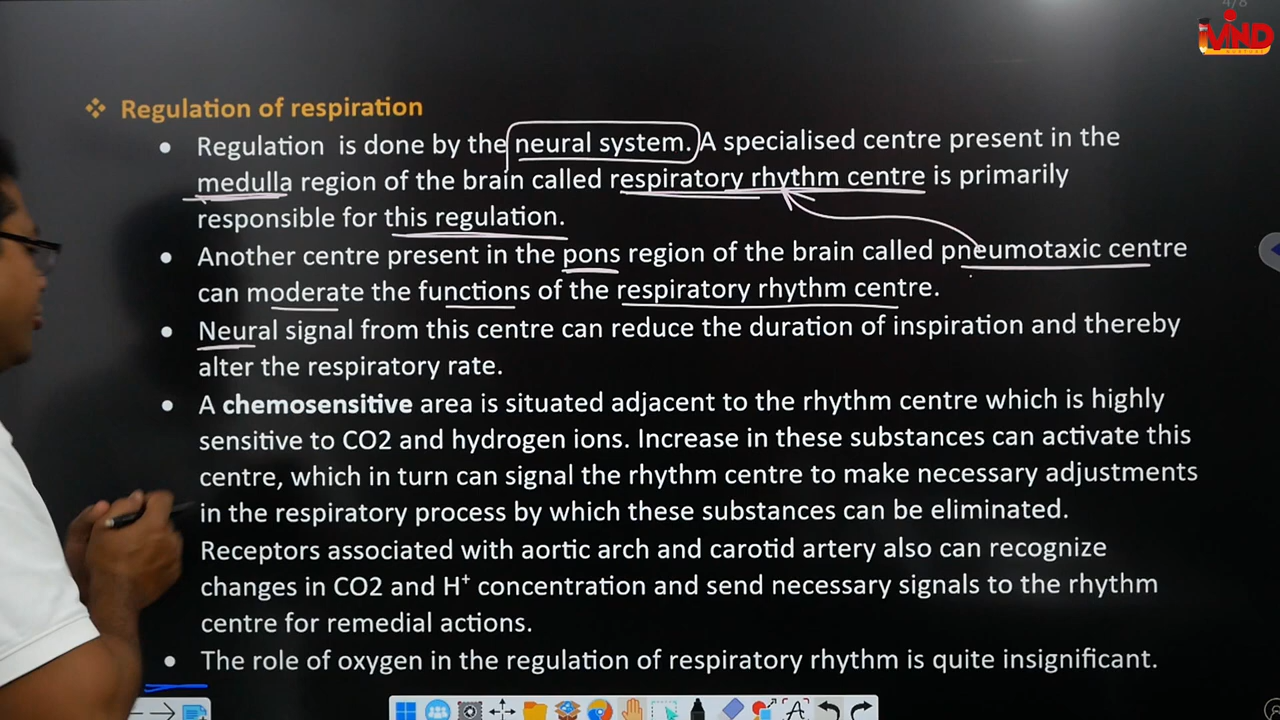 4/8
MIND
Regulation of respiration
Regulation is done by the neural system. A specialised centre present in the
medulla region of the brain called respiratory rhythm centre is primarily
responsible for this regulation.
Another centre present in the pons region of the brain called pneumotaxic centre
can moderate the functions of the respiratory rhythm centre.
Neural signal from this centre can reduce the duration of inspiration and thereby
alter the respiratory rate.
A chemosensitive area is situated adjacent to the rhythm centre which is highly
sensitive to CO2 and hydrogen ions. Increase in these substances can activate this
centre, which in turn can signal the rhythm centre to make necessary adjustments
in the respiratory process by which these substances can be eliminated.
Receptors associated with aortic arch and carotid artery also can recognize
changes in CO2 and H⁺ concentration and send necessary signals to the rhythm
centre for remedial actions.
The role of oxygen in the regulation of respiratory rhythm is quite insignificant.